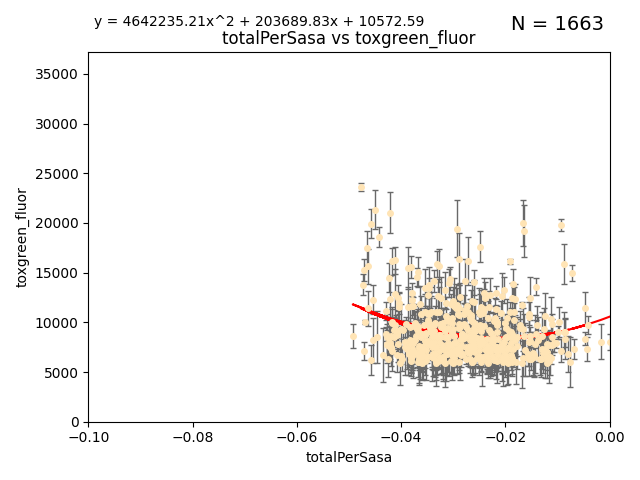 y = 4642235.21x^2 + 203689.83x + 10572.59
N = 1663
totalPerSasa vs toxgreen_fluor
35000
30000
25000
20000
15000
10000
5000
0
toxgreen_fluor
−0.10 −0.08 −0.06 −0.04 −0.02 0.00
totalPerSasa